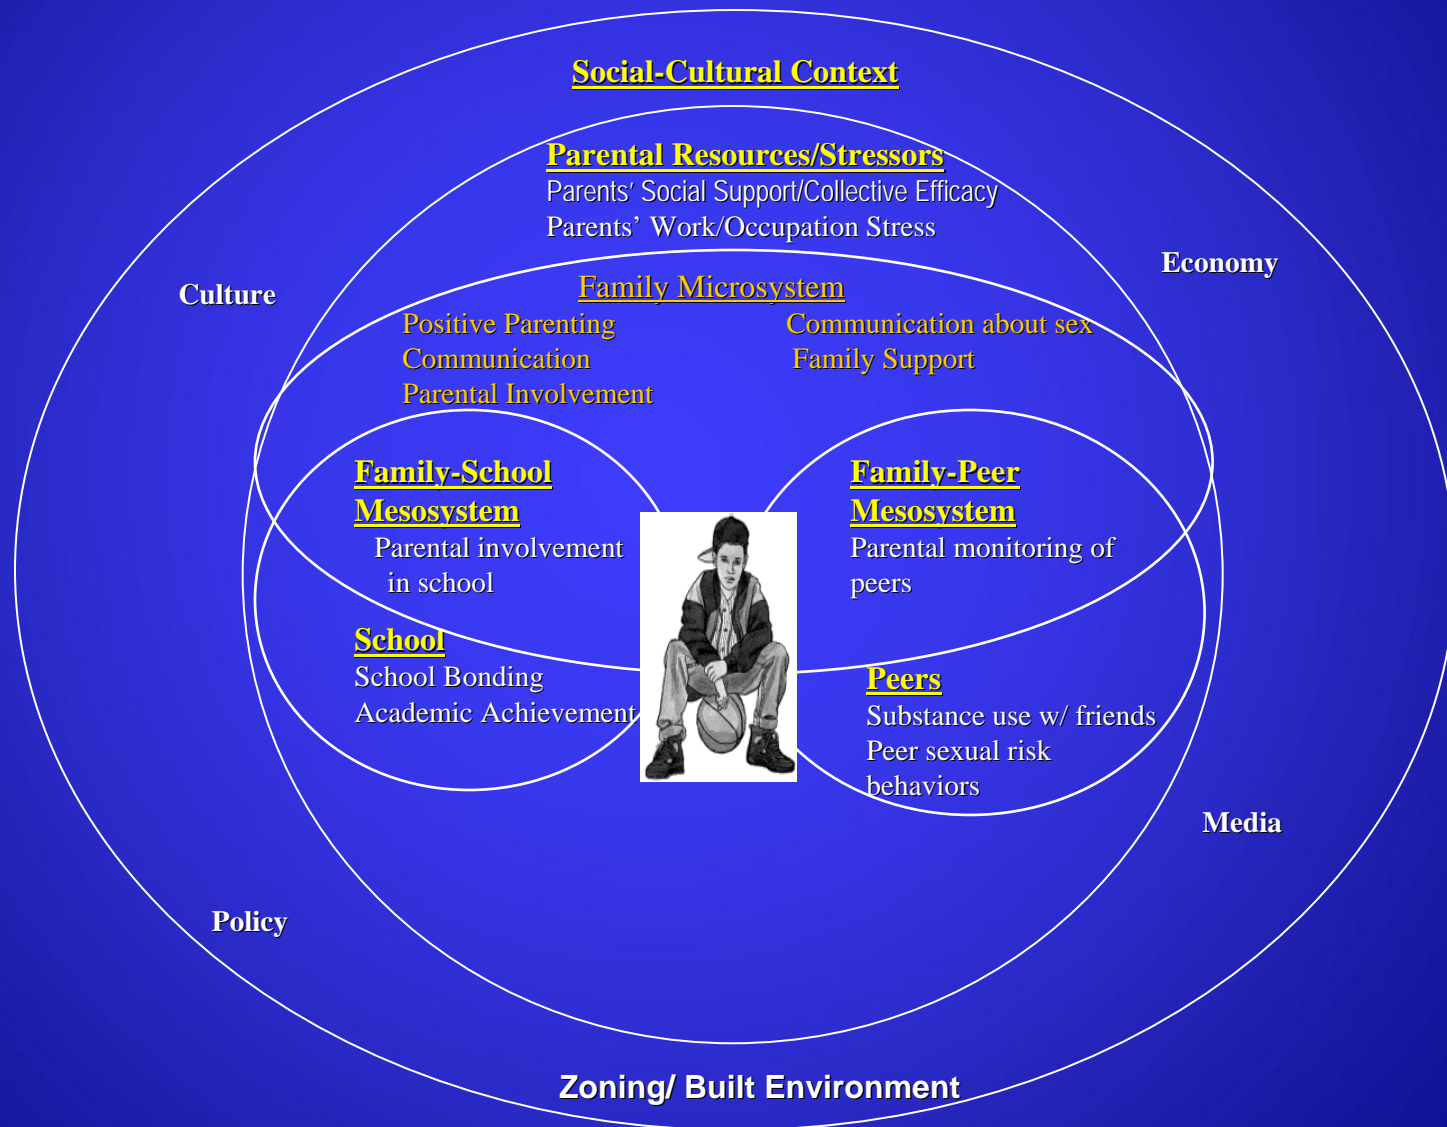 Social-Cultural Context
Parental Resources/Stressors
Parents' Social Support/Collective Efficacy
Parents’ Work/Occupation Stress
Economy
Culture
Family Microsystem
Positive Parenting
Communication
Parental Involvement
Communication about sex
Family Support
Family-School
Mesosystem
Parental involvement
in school
Family-Peer
Mesosystem
Parental monitoring of
peers
School
School Bonding
Academic Achievement
Peers
Substance use w/ friends
Peer sexual risk
behaviors
Media
Policy
Zoning/ Built Environment